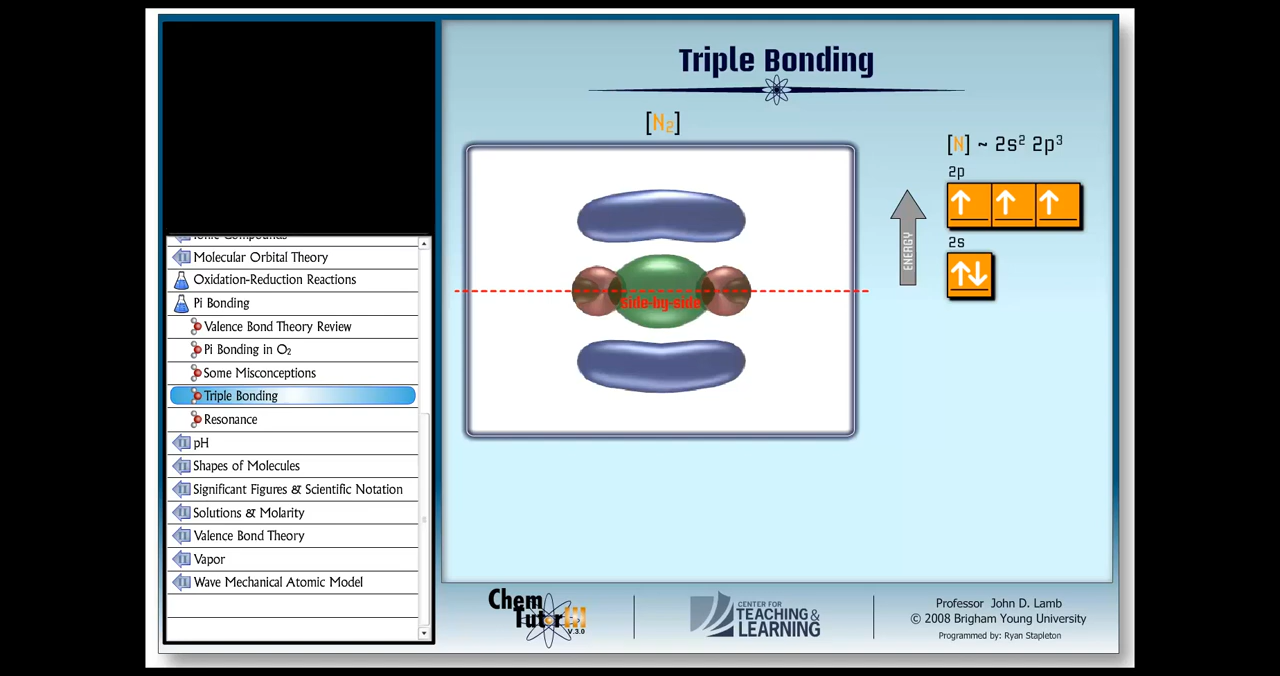 Triple Bonding
[N₂]
side-by-side
ENERGY
[N] ~ 2s² 2p³
2p
2s
Ionic Compounds
Molecular Orbital Theory
Oxidation-Reduction Reactions
Pi Bonding
Valence Bond Theory Review
Pi Bonding in O₂
Some Misconceptions
Triple Bonding
Resonance
pH
Shapes of Molecules
Significant Figures & Scientific Notation
Solutions & Molarity
Valence Bond Theory
Vapor
Wave Mechanical Atomic Model
Chem
Tutor III
V.3.0
CENTER FOR
TEACHING &
LEARNING
Professor John D. Lamb
© 2008 Brigham Young University
Programmed by: Ryan Stapleton